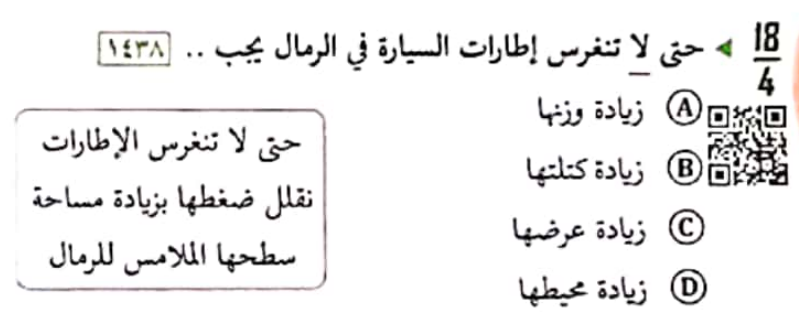 18/4 ◀ حتى لا تنغرس إطارات السيارة في الرمال يجب .. ١٤٣٨
A زيادة وزنها
B زيادة كتلتها
C زيادة عرضها
D زيادة محيطها
حتى لا تنغرس الإطارات
نقلل ضغطها بزيادة مساحة
سطحها الملامس للرمال